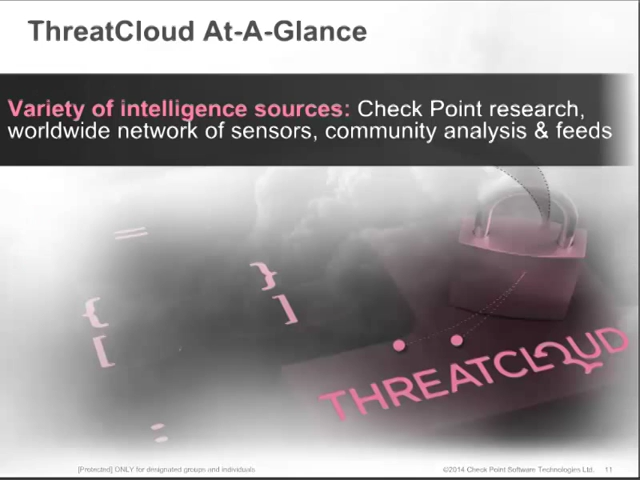 ThreatCloud At-A-Glance
Variety of intelligence sources: Check Point research,
worldwide network of sensors, community analysis & feeds
=
}
{
]
[
:
THREATCLOUD
[Protected] ONLY for designated groups and individuals
©2014 Check Point Software Technologies Ltd. 11